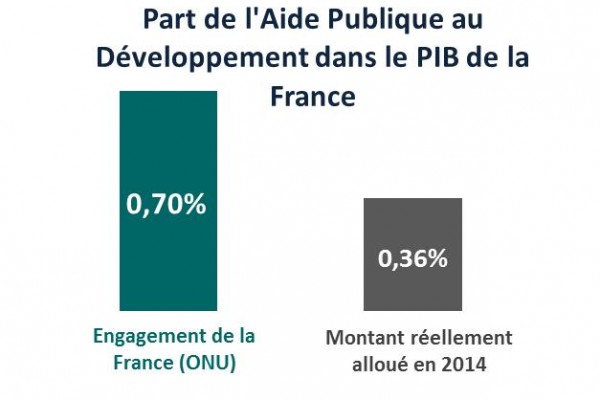 Part de l'Aide Publique au
Développement dans le PIB de la
France
0,70%
0,36%
Engagement de la
France (ONU)
Montant réellement
alloué en 2014